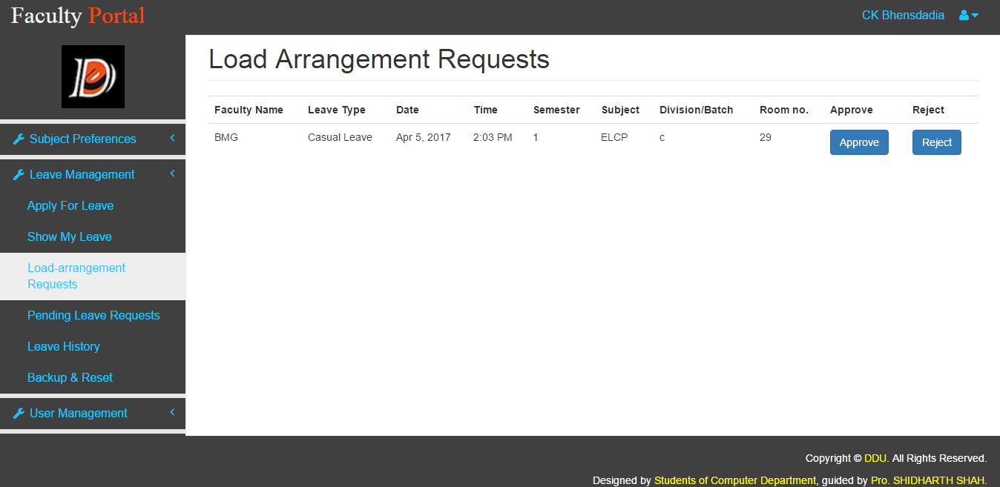 Faculty Portal
CK Bhensdadia
D
Subject Preferences
Leave Management
Apply For Leave
Show My Leave
Load-arrangement
Requests
Pending Leave Requests
Leave History
Backup & Reset
User Management
Load Arrangement Requests
Faculty Name Leave Type Date Time Semester Subject Division/Batch Room no. Approve Reject
BMG Casual Leave Apr 5, 2017 2:03 PM 1 ELCP c 29 Approve Reject
Copyright © DDU. All Rights Reserved.
Designed by Students of Computer Department, guided by Pro. SHIDHARTH SHAH.